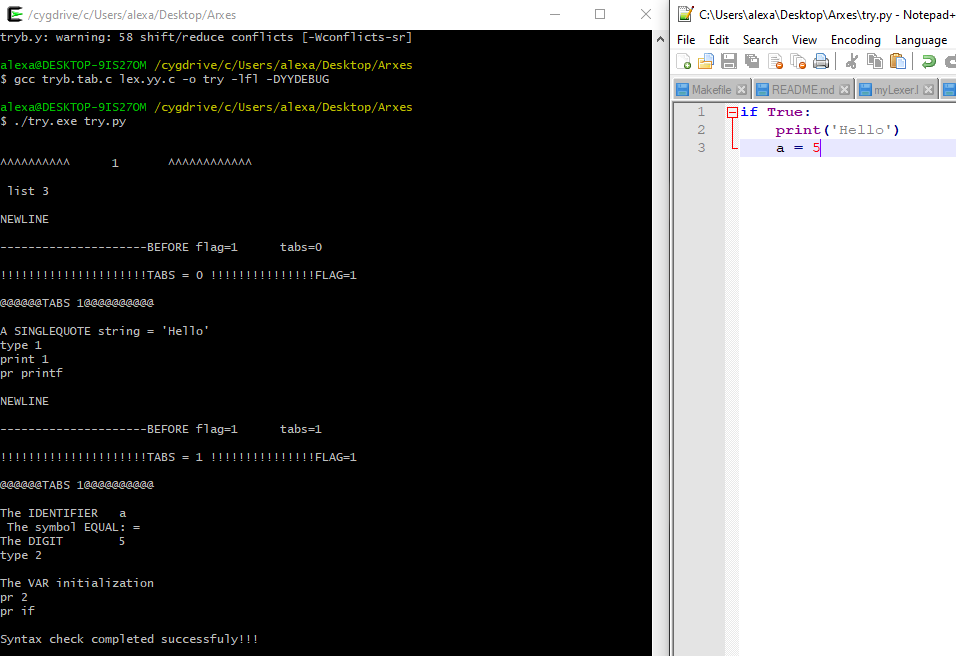 /cygdrive/c/Users/alexa/Desktop/Arxes
tryb.y: warning: 58 shift/reduce conflicts [-Wconflicts-sr]
alexa@DESKTOP-9IS27OM /cygdrive/c/Users/alexa/Desktop/Arxes
$ gcc tryb.tab.c lex.yy.c -o try -lfl -DYYDEBUG
alexa@DESKTOP-9IS27OM /cygdrive/c/Users/alexa/Desktop/Arxes
$ ./try.exe try.py
^^^^^^^^^^      1       ^^^^^^^^^^^^
list 3
NEWLINE
---------------------BEFORE flag=1      tabs=0
!!!!!!!!!!!!!!!!!!!!!TABS = 0 !!!!!!!!!!!!!!!FLAG=1
@@@@@@TABS 1@@@@@@@@@@
A SINGLEQUOTE string = 'Hello'
type 1
print 1
pr printf
NEWLINE
---------------------BEFORE flag=1      tabs=1
!!!!!!!!!!!!!!!!!!!!!TABS = 1 !!!!!!!!!!!!!!!FLAG=1
@@@@@@TABS 1@@@@@@@@@@
The IDENTIFIER   a
The symbol EQUAL: =
The DIGIT        5
type 2
The VAR initialization
pr 2
pr if
Syntax check completed successfuly!!!
C:\Users\alexa\Desktop\Arxes\try.py - Notepad+
File Edit Search View Encoding Language
Makefile README.md myLexer.l
1 if True:
2 print('Hello')
3 a = 5